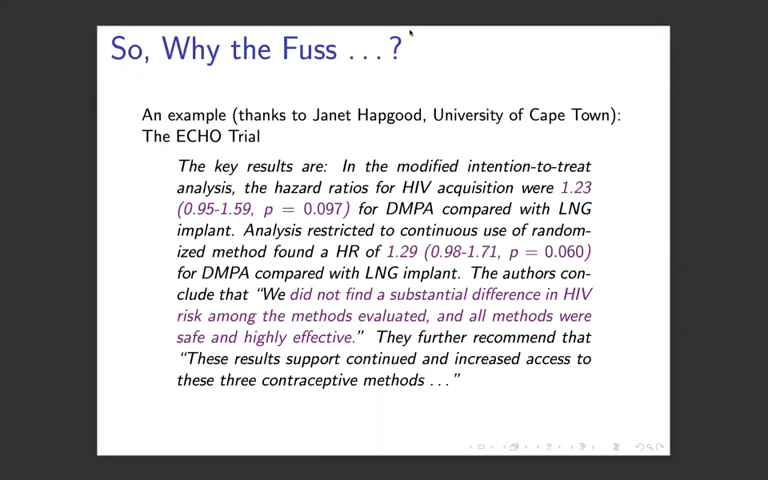 So, Why the Fuss . . . ?
An example (thanks to Janet Hapgood, University of Cape Town):
The ECHO Trial
The key results are: In the modified intention-to-treat
analysis, the hazard ratios for HIV acquisition were 1.23
(0.95-1.59, p = 0.097) for DMPA compared with LNG
implant. Analysis restricted to continuous use of random-
ized method found a HR of 1.29 (0.98-1.71, p = 0.060)
for DMPA compared with LNG implant. The authors con-
clude that “We did not find a substantial difference in HIV
risk among the methods evaluated, and all methods were
safe and highly effective.” They further recommend that
“These results support continued and increased access to
these three contraceptive methods . . . ”